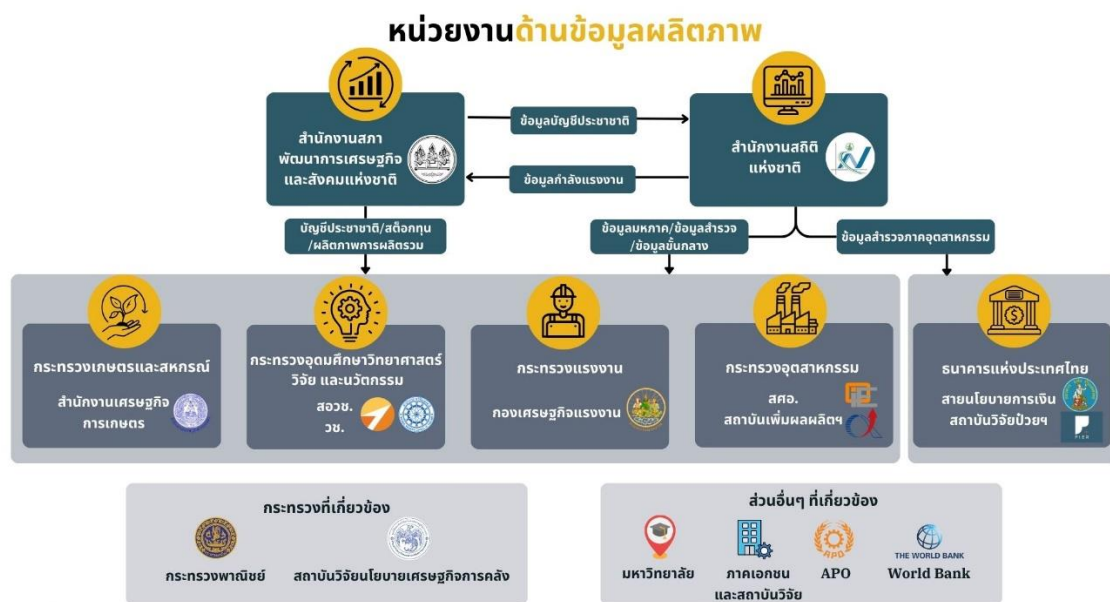 หน่วยงานด้านข้อมูลผลิตภาพ
สำนักงานสภา
พัฒนาการเศรษฐกิจ
และสังคมแห่งชาติ
ข้อมูลบัญชีประชาชาติ
ข้อมูลกำลังแรงงาน
สำนักงานสถิติ
แห่งชาติ
บัญชีประชาชาติ/สต็อกทุน
/ผลิตภาพการผลิตรวม
ข้อมูลมหภาค/ข้อมูลสำรวจ
/ข้อมูลขั้นกลาง
ข้อมูลสำรวจภาคอุตสาหกรรม
กระทรวงเกษตรและสหกรณ์
สำนักงานเศรษฐกิจ
การเกษตร
กระทรวงอุดมศึกษาวิทยาศาสตร์
วิจัย และนวัตกรรม
สอวช.
วช.
กระทรวงแรงงาน
กองเศรษฐกิจแรงงาน
กระทรวงอุตสาหกรรม
สศอ.
สถาบันเพิ่มผลผลิตฯ
ธนาคารแห่งประเทศไทย
สายนโยบายการเงิน
สถาบันวิจัยป๋วยฯ
PIER
กระทรวงที่เกี่ยวข้อง
กระทรวงพาณิชย์
สถาบันวิจัยนโยบายเศรษฐกิจการคลัง
ส่วนอื่นๆ ที่เกี่ยวข้อง
มหาวิทยาลัย
ภาคเอกชน
และสถาบันวิจัย
APO
APO
THE WORLD BANK
World Bank